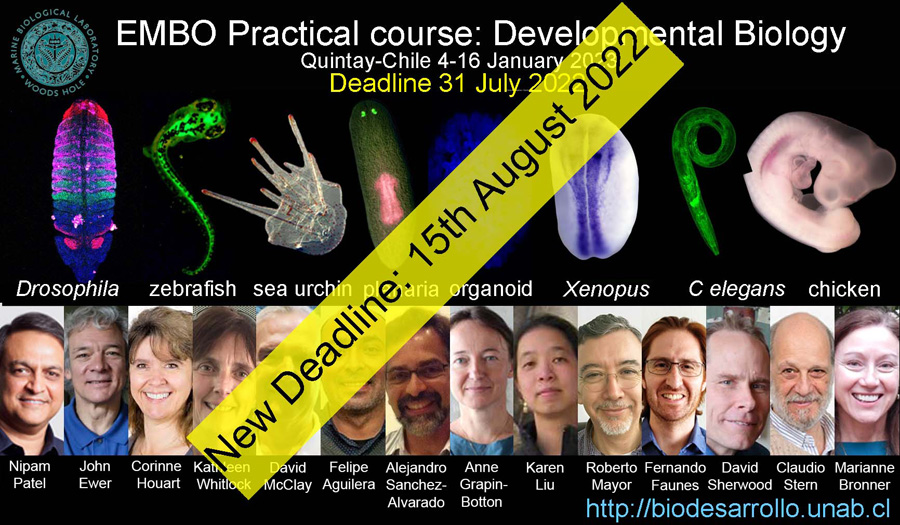 MARINE BIOLOGICAL LABORATORY
WOODS HOLE
EMBO Practical course: Developmental Biology
Quintay-Chile 4-16 January 2023
Deadline 31 July 2022
New Deadline: 15th August 2022
Drosophila zebrafish sea urchin planaria organoid Xenopus C elegans chicken
Nipam Patel
John Ewer
Corinne Houart
Kathleen Whitlock
David McClay
Felipe Aguilera
Alejandro Sanchez-Alvarado
Anne Grapin-Botton
Karen Liu
Roberto Mayor
Fernando Faunes
David Sherwood
Claudio Stern
Marianne Bronner
http://biodesarrollo.unab.cl